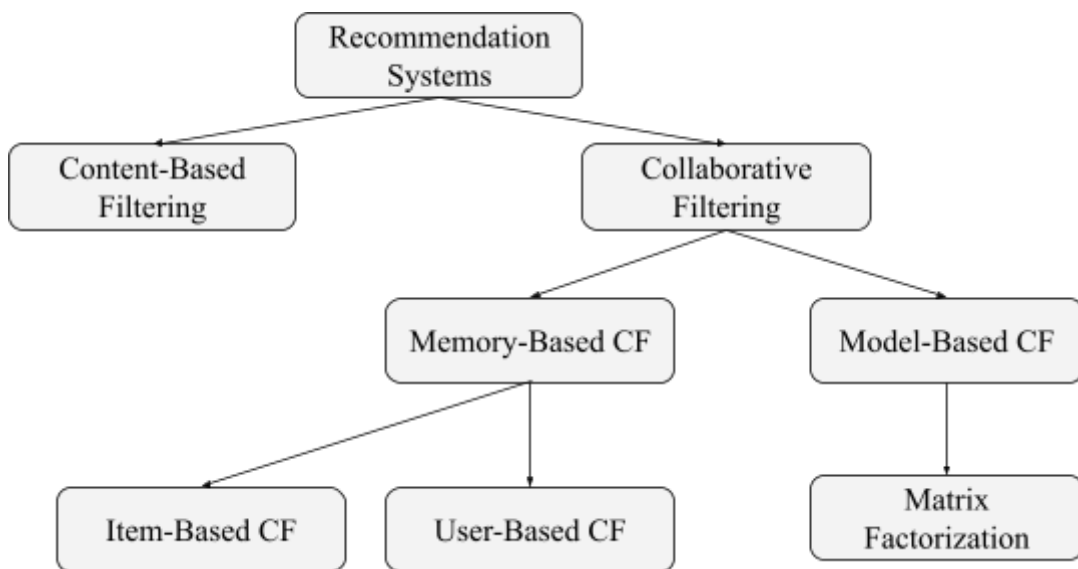 Recommendation
Systems
Content-Based
Filtering
Collaborative
Filtering
Memory-Based CF
Model-Based CF
Item-Based CF
User-Based CF
Matrix
Factorization